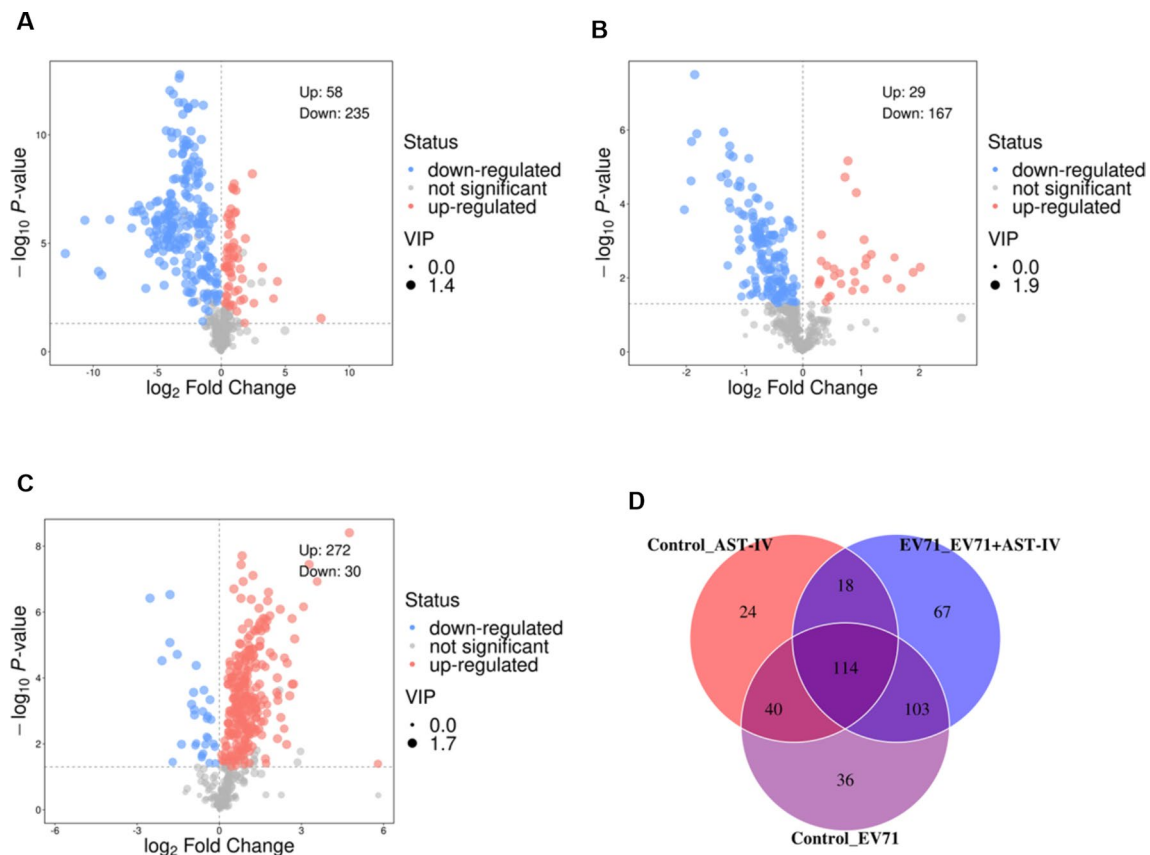 A
Up: 58
Down: 235
10
5
0
-10
-5
0
5
10
− log10 P-value
log2 Fold Change
Status
down-regulated
not significant
up-regulated
VIP
0.0
1.4
B
Up: 29
Down: 167
6
4
2
0
-2
-1
0
1
2
− log10 P-value
log2 Fold Change
Status
down-regulated
not significant
up-regulated
VIP
0.0
1.9
C
Up: 272
Down: 30
8
6
4
2
0
-6
-3
0
3
6
− log10 P-value
log2 Fold Change
Status
down-regulated
not significant
up-regulated
VIP
0.0
1.7
D
Control_AST-IV
EV71_EV71+AST-IV
18
24
67
114
40
103
36
Control_EV71